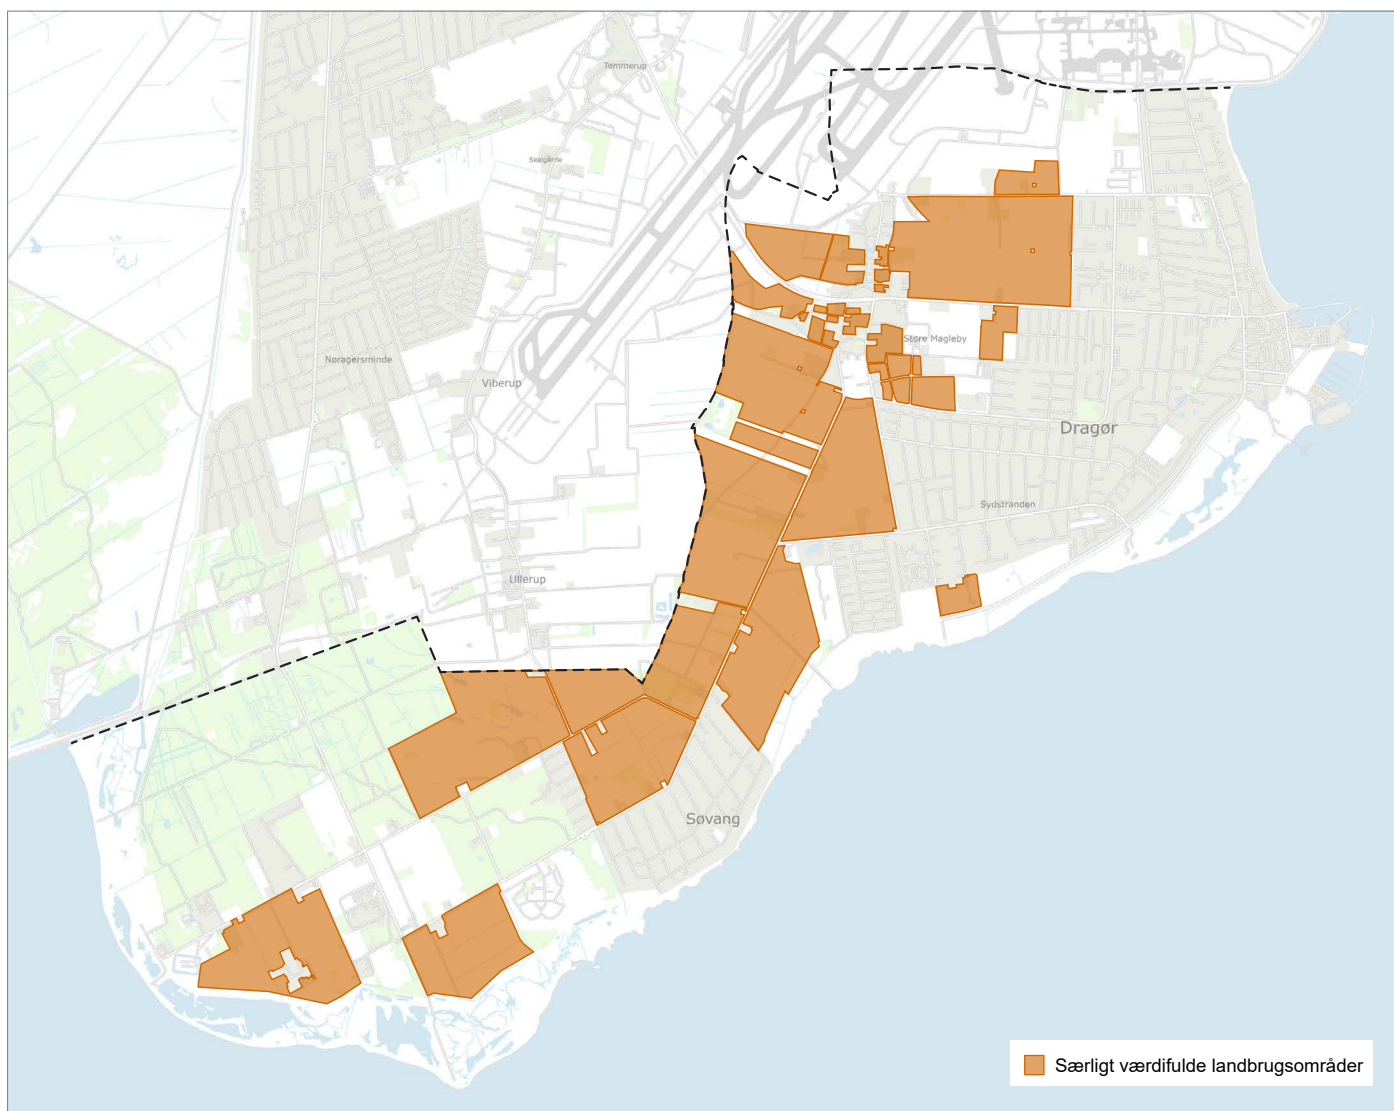 Tømmerup
Skelgårde
Nøragersminde
Viberup
Store Magleby
Dragør
Sydstranden
Ullerup
Søvang
Særligt værdifulde landbrugsområder